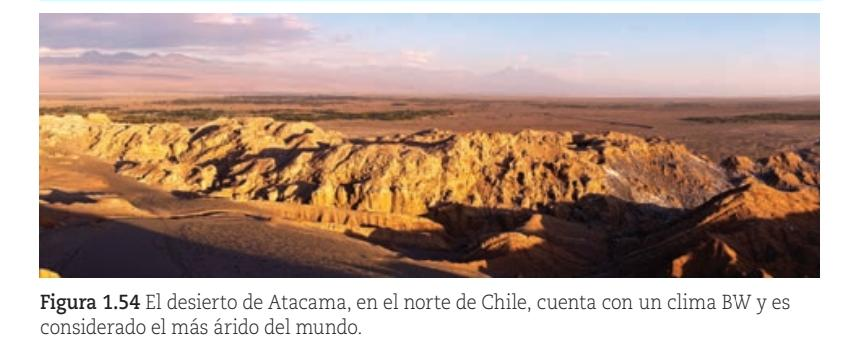 Figura 1.54 El desierto de Atacama, en el norte de Chile, cuenta con un clima BW y es
considerado el más árido del mundo.